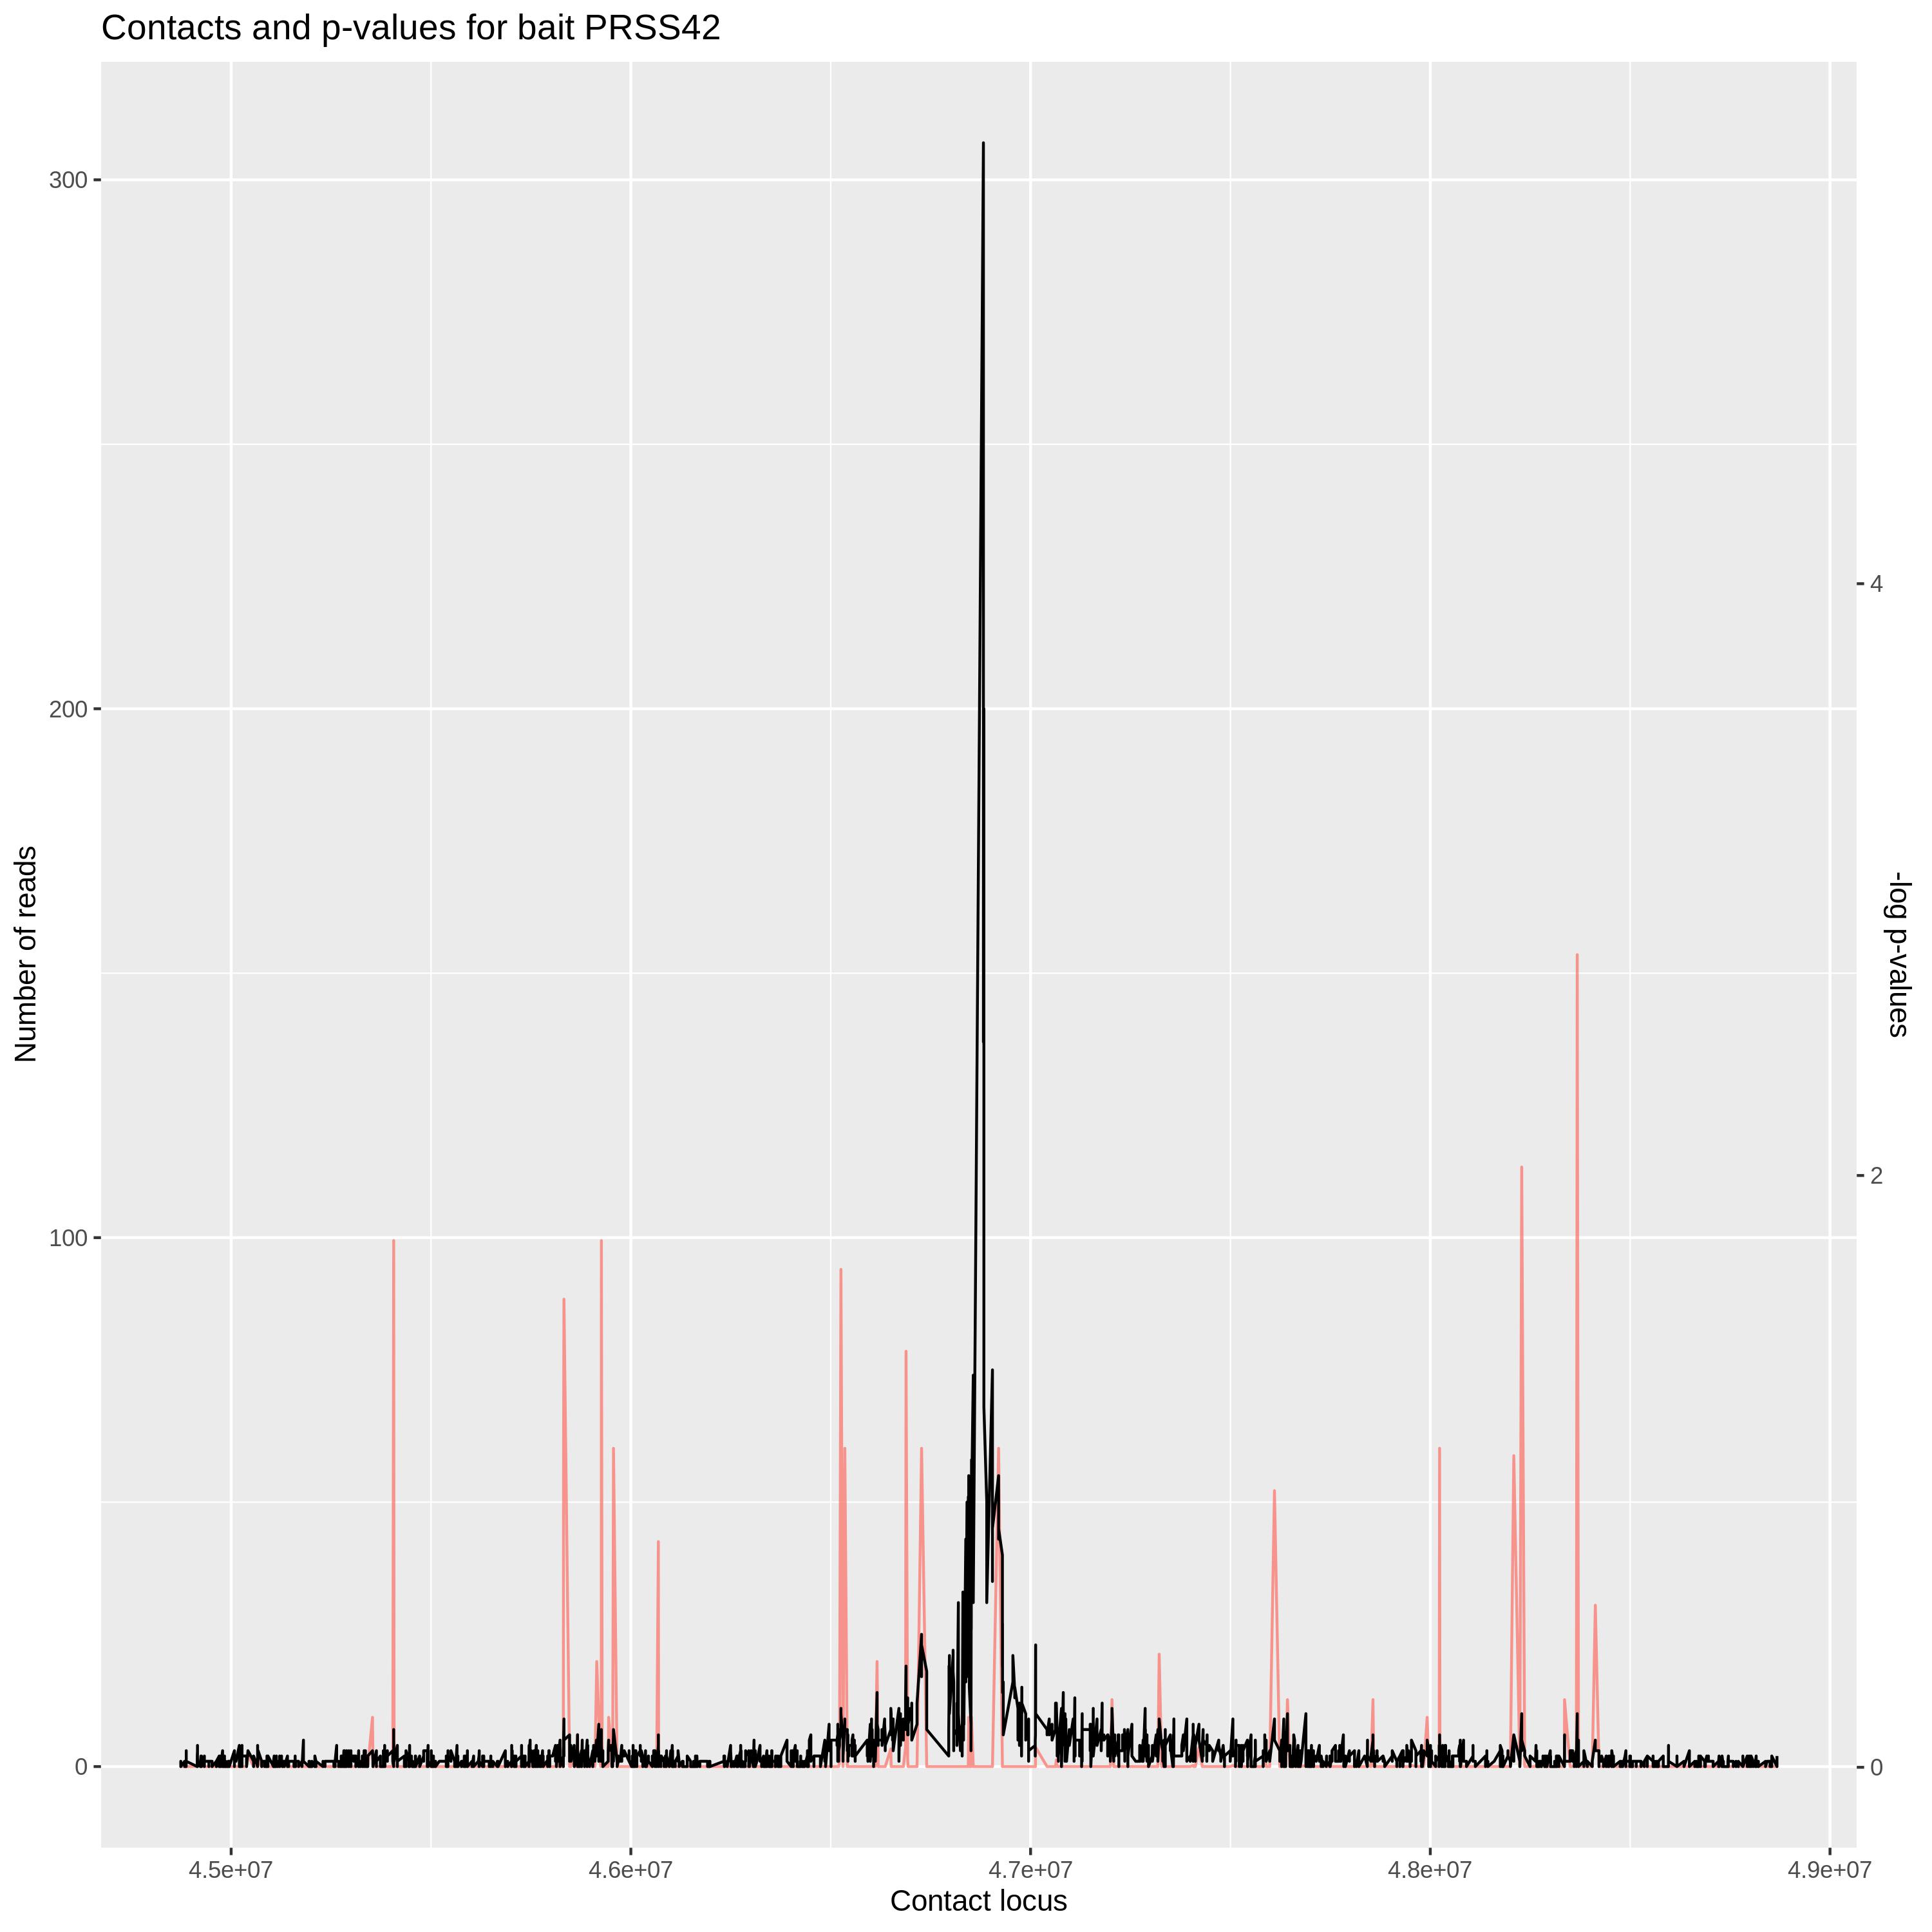 Contacts and p-values for bait PRSS42
300
200
100
0
Number of reads
4
2
0
-log p-values
4.5e+07
4.6e+07
4.7e+07
4.8e+07
4.9e+07
Contact locus